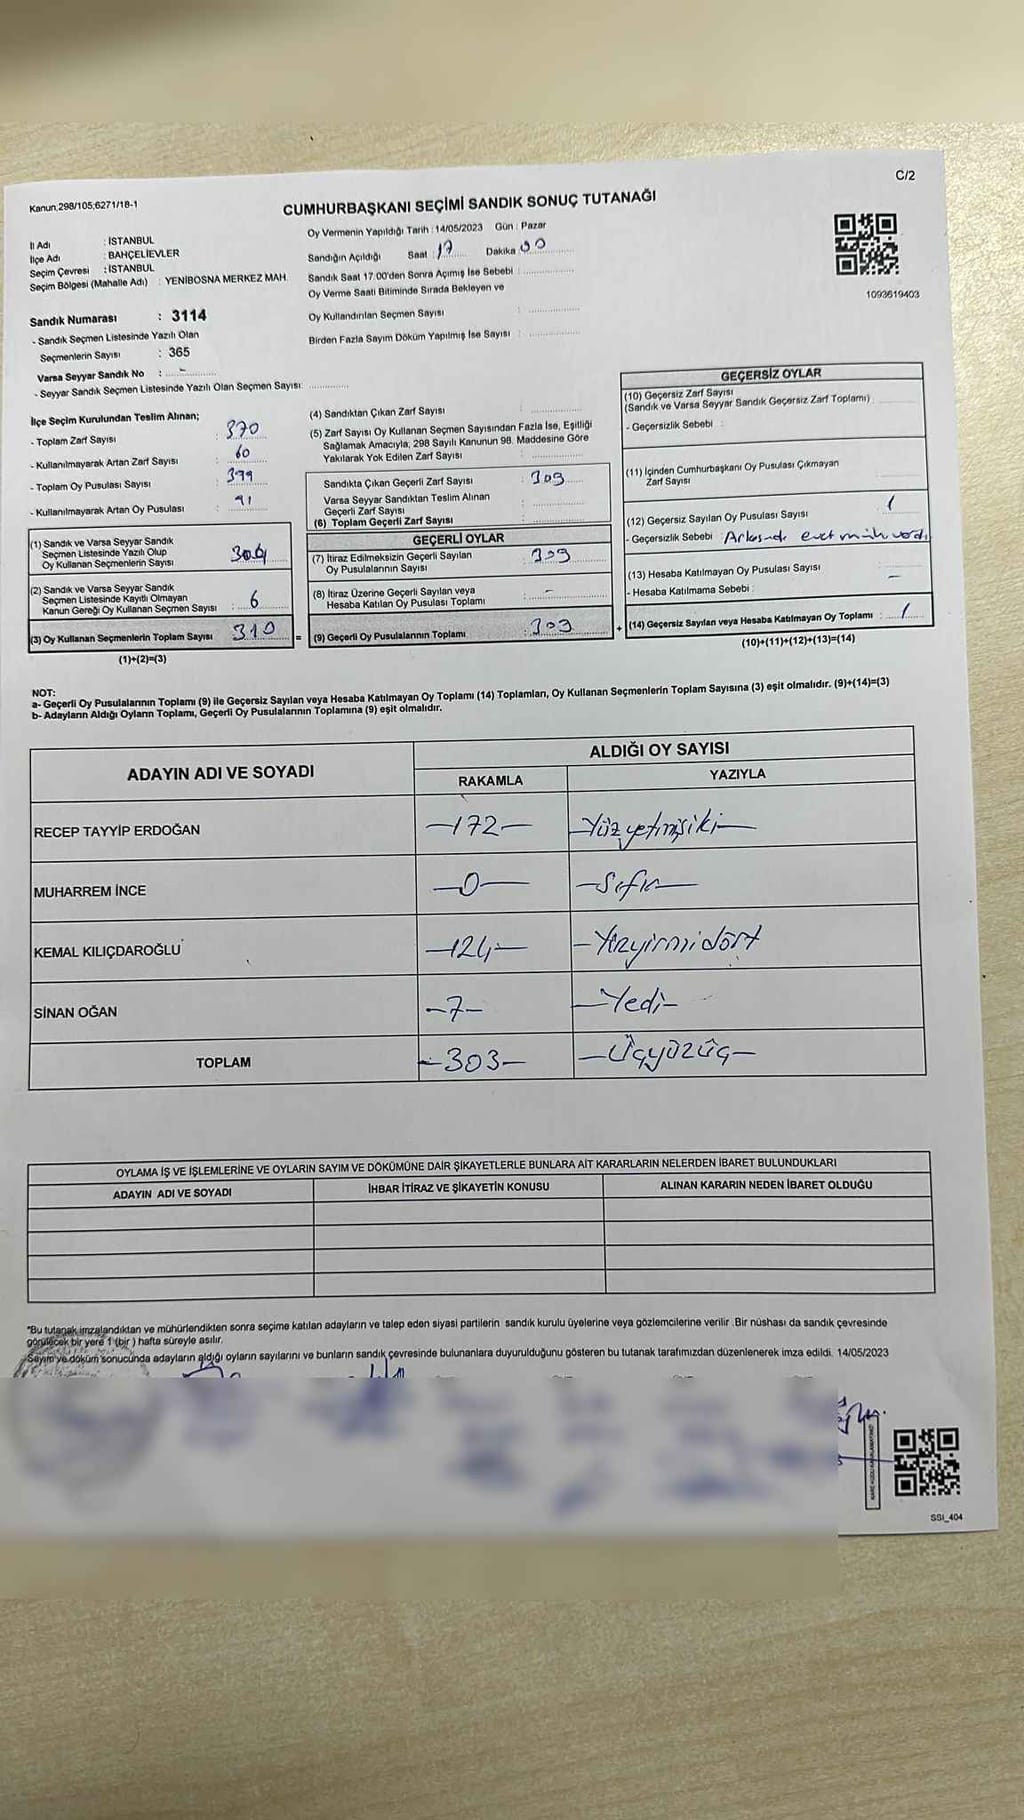 C/2
Kanun;298/105;6271/18-1
CUMHURBAŞKANI SEÇİMİ SANDIK SONUÇ TUTANAĞI
İl Adı : İSTANBUL
İlçe Adı : BAHÇELİEVLER
Seçim Çevresi : İSTANBUL
Seçim Bölgesi (Mahalle Adı) : YENİBOSNA MERKEZ MAH.
Oy Vermenin Yapıldığı Tarih : 14/05/2023 Gün : Pazar
Sandığın Açıldığı Saat : 17 Dakika : 00
Sandık Saat 17.00'den Sonra Açımış İse Sebebi :
Oy Verme Saati Bitiminde Sırada Bekleyen ve
Oy Kullandırılan Seçmen Sayısı :
Birden Fazla Sayım Döküm Yapılmış İse Sayısı :
1093619403
Sandık Numarası : 3114
- Sandık Seçmen Listesinde Yazılı Olan
Seçmenlerin Sayısı : 365
Varsa Seyyar Sandık No : -
- Seyyar Sandık Seçmen Listesinde Yazılı Olan Seçmen Sayısı:
İlçe Seçim Kurulundan Teslim Alınan;
- Toplam Zarf Sayısı : 370
- Kullanılmayarak Artan Zarf Sayısı : 60
- Toplam Oy Pusulası Sayısı :
- Kullanılmayarak Artan Oy Pusulası : 91
(1) Sandık ve Varsa Seyyar Sandık
Seçmen Listesinde Yazılı Olup
Oy Kullanan Seçmenlerin Sayısı : 304
(2) Sandık ve Varsa Seyyar Sandık
Seçmen Listesinde Kayıtlı Olmayan
Kanun Gereği Oy Kullanan Seçmen Sayısı : 6
(3) Oy Kullanan Seçmenlerin Toplam Sayısı : 310 =
(1)+(2)=(3)
(4) Sandıktan Çıkan Zarf Sayısı :
(5) Zarf Sayısı Oy Kullanan Seçmen Sayısından Fazla İse, Eşitliği
Sağlamak Amacıyla; 298 Sayılı Kanunun 98. Maddesine Göre
Yakılarak Yok Edilen Zarf Sayısı :
Sandıkta Çıkan Geçerli Zarf Sayısı : 309
Varsa Seyyar Sandıktan Teslim Alınan
Geçerli Zarf Sayısı :
(6) Toplam Geçerli Zarf Sayısı :
GEÇERLİ OYLAR
(7) İtiraz Edilmeksizin Geçerli Sayılan
Oy Pusulalarının Sayısı :
(8) İtiraz Üzerine Geçerli Sayılan veya
Hesaba Katılan Oy Pusulası Toplamı : -
(9) Geçerli Oy Pusulalarının Toplamı : 303 +
GEÇERSİZ OYLAR
(10) Geçersiz Zarf Sayısı
(Sandık ve Varsa Seyyar Sandık Geçersiz Zarf Toplamı)
- Geçersizlik Sebebi :
(11) İçinden Cumhurbaşkanı Oy Pusulası Çıkmayan
Zarf Sayısı
(12) Geçersiz Sayılan Oy Pusulası Sayısı : 1
- Geçersizlik Sebebi : Arkasında evet mühürü vardı
(13) Hesaba Katılmayan Oy Pusulası Sayısı : -
- Hesaba Katılmama Sebebi :
(14) Geçersiz Sayılan veya Hesaba Katılmayan Oy Toplamı : 1
(10)+(11)+(12)+(13)=(14)
NOT:
a- Geçerli Oy Pusulalarının Toplamı (9) ile Geçersiz Sayılan veya Hesaba Katılmayan Oy Toplamı (14) Toplamları, Oy Kullanan Seçmenlerin Toplam Sayısına (3) eşit olmalıdır. (9)+(14)=(3)
b- Adayların Aldığı Oyların Toplamı, Geçerli Oy Pusulalarının Toplamına (9) eşit olmalıdır.
ADAYIN ADI VE SOYADI ALDIĞI OY SAYISI
RAKAMLA YAZIYLA
RECEP TAYYİP ERDOĞAN -172- -Yüzyetmişiki-
MUHARREM İNCE -0- -Sıfır-
KEMAL KILIÇDAROĞLU -124- -Yüzyirmidört
SİNAN OĞAN -7- -Yedi-
TOPLAM -303- -Üçyüzüç-
OYLAMA İŞ VE İŞLEMLERİNE VE OYLARIN SAYIM VE DÖKÜMÜNE DAİR ŞİKAYETLERLE BUNLARA AİT KARARLARIN NELERDEN İBARET BULUNDUKLARI
ADAYIN ADI VE SOYADI İHBAR İTİRAZ VE ŞİKAYETİN KONUSU ALINAN KARARIN NEDEN İBARET OLDUĞU
*Bu tutanak imzalandıktan ve mühürlendikten sonra seçime katılan adayların ve talep eden siyasi partilerin sandık kurulu üyelerine veya gözlemcilerine verilir .Bir nüshası da sandık çevresinde
görülecek bir yere 1 (bir ) hafta süreyle asılır.
Sayım ve döküm sonucunda adayların aldığı oyların sayılarını ve bunların sandık çevresinde bulunanlara duyurulduğunu gösteren bu tutanak tarafımızdan düzenlenerek imza edildi. 14/05/2023
SSİ_404